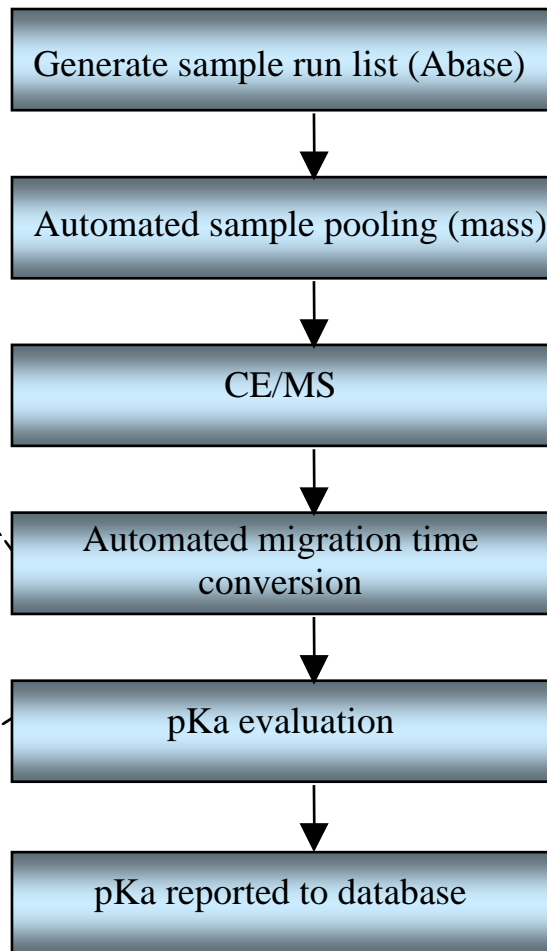 Generate sample run list (Abase)
Automated sample pooling (mass)
CE/MS
Automated migration time
conversion
pKa evaluation
pKa reported to database